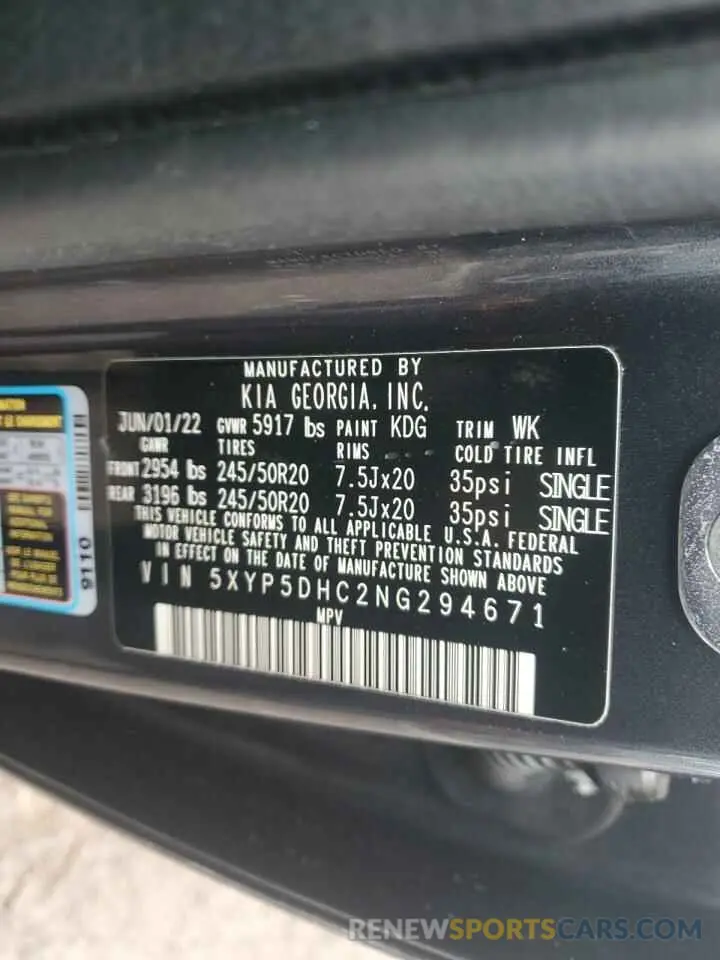 MANUFACTURED BY
KIA GEORGIA, INC.
JUN/01/22 GVWR 5917 lbs PAINT KDG TRIM WK
GAWR TIRES RIMS COLD TIRE INFL
FRONT 2954 lbs 245/50R20 7.5Jx20 35psi SINGLE
REAR 3196 lbs 245/50R20 7.5Jx20 35psi SINGLE
THIS VEHICLE CONFORMS TO ALL APPLICABLE U.S.A. FEDERAL
MOTOR VEHICLE SAFETY AND THEFT PREVENTION STANDARDS
IN EFFECT ON THE DATE OF MANUFACTURE SHOWN ABOVE
VIN 5XYP5DHC2NG294671
MPV
9110
RENEWSPORTSCARS.COM